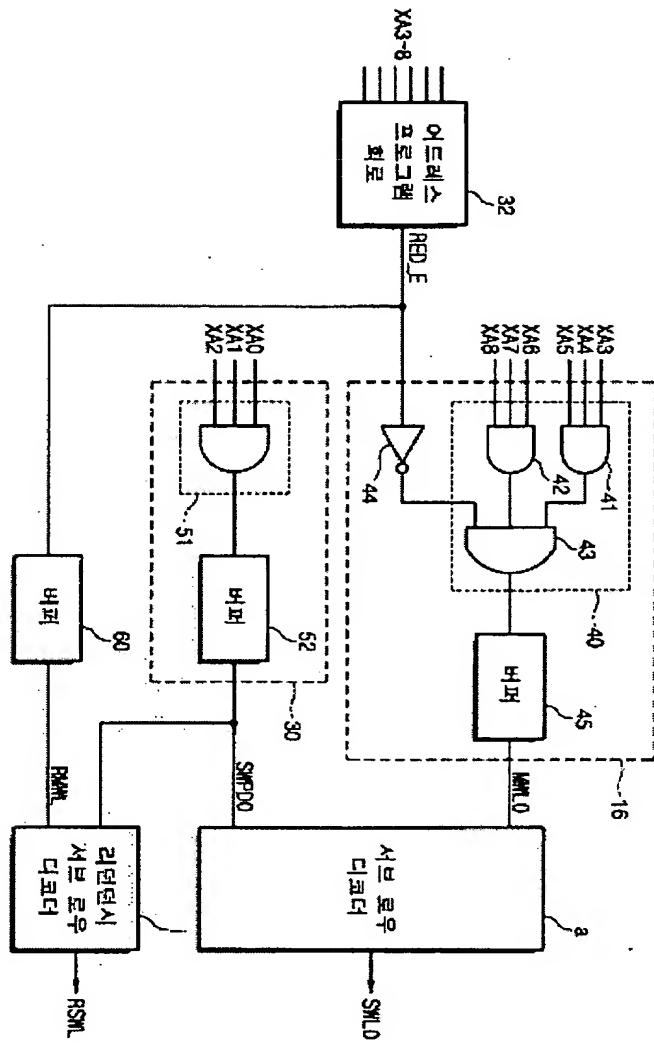 XA3~8
어드레스
프로그램
회로
32
RED_E
XA3
XA4
XA5
XA6
XA7
XA8
41
42
43
44
40
버퍼
45
16
MWL0
XA0
XA1
XA2
51
버퍼
52
30
SWPD0
버퍼
60
RMWL
서브 로우
디코더
a
SWL0
리던던시
서브 로우
디코더
RSWL